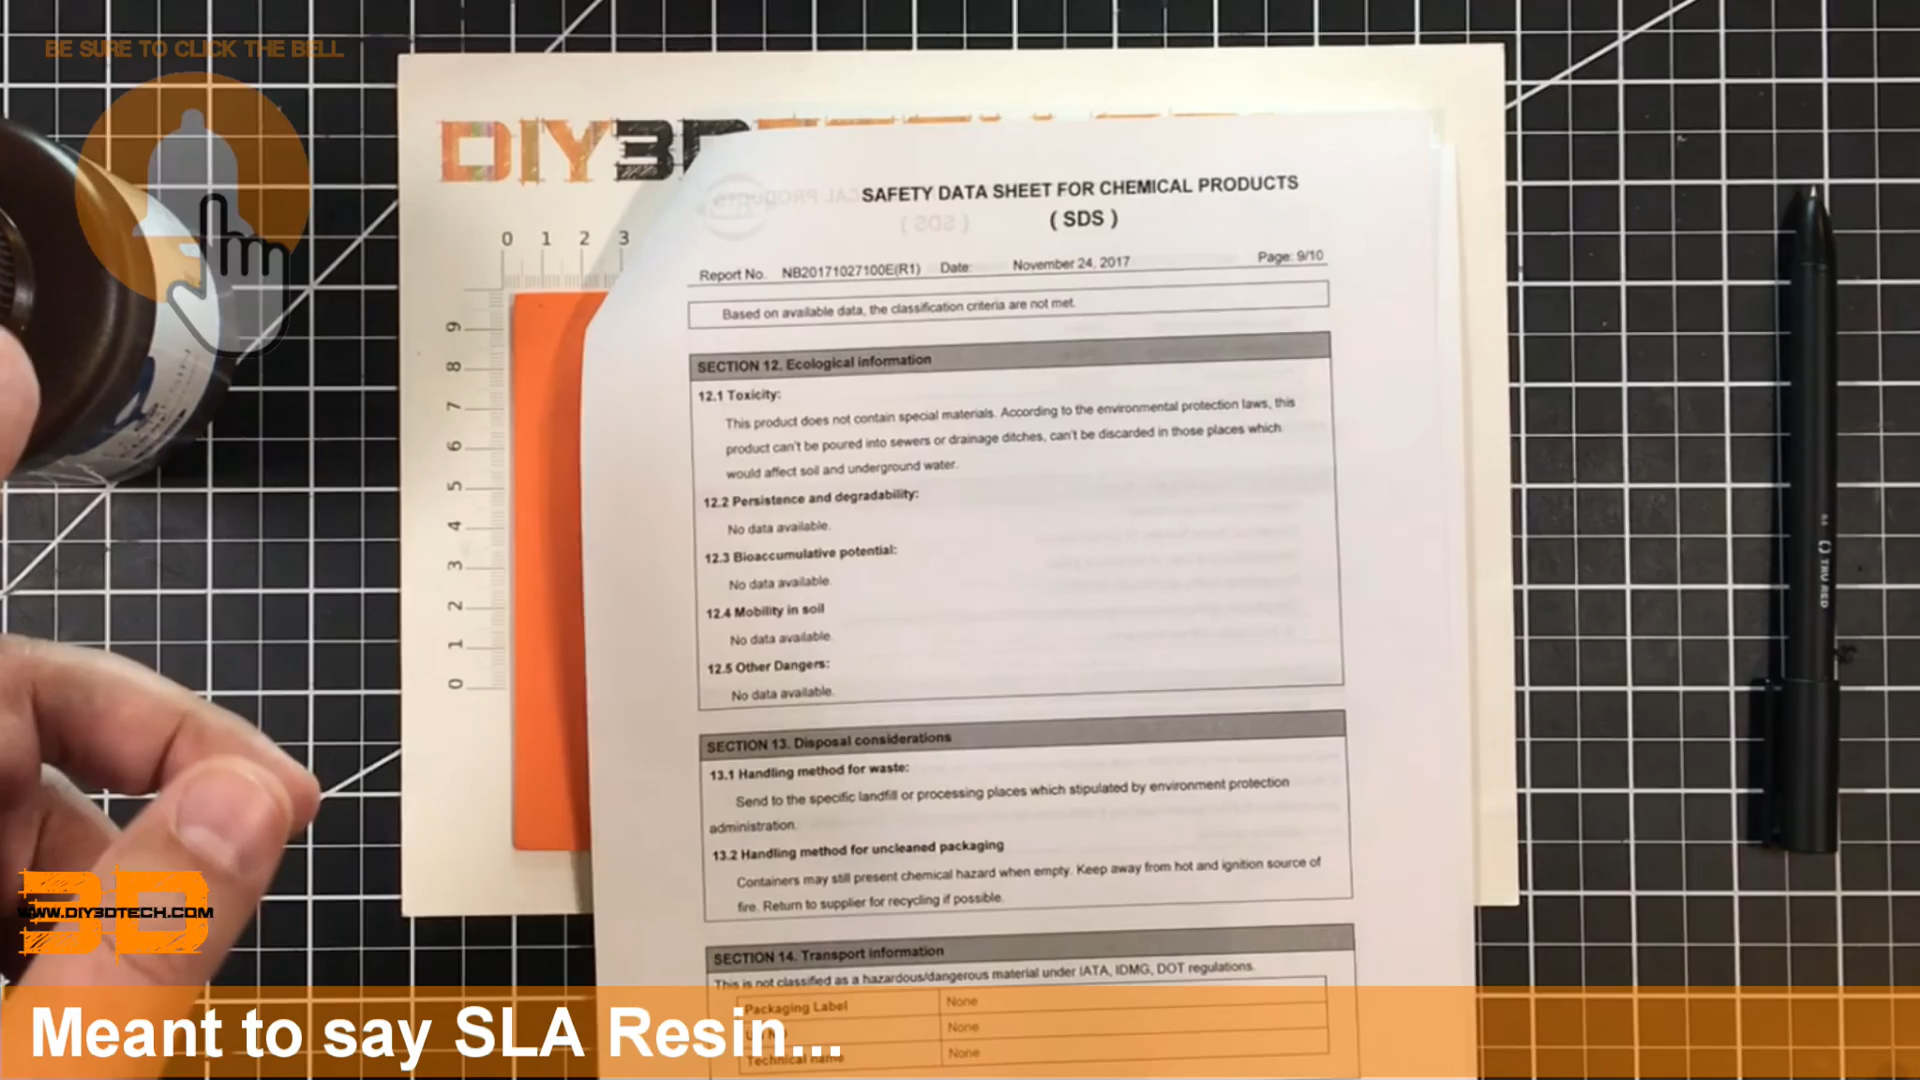 BE SURE TO CLICK THE BELL
DIY3D
SAFETY DATA SHEET FOR CHEMICAL PRODUCTS
( SDS )
0 1 2 3
Report No. NB20171027100E(R1) Date: November 24, 2017 Page: 9/10
Based on available data, the classification criteria are not met.
9
8
7
6
5
4
3
2
1
0
SECTION 12. Ecological information
12.1 Toxicity:
This product does not contain special materials. According to the environmental protection laws, this
product can't be poured into sewers or drainage ditches, can't be discarded in those places which
would affect soil and underground water.
12.2 Persistence and degradability:
No data available.
12.3 Bioaccumulative potential:
No data available.
12.4 Mobility in soil
No data available.
12.5 Other Dangers:
No data available.
SECTION 13. Disposal considerations
13.1 Handling method for waste:
Send to the specific landfill or processing places which stipulated by environment protection
administration.
13.2 Handling method for uncleaned packaging
Containers may still present chemical hazard when empty. Keep away from hot and ignition source of
fire. Return to supplier for recycling if possible.
SECTION 14. Transport information
This is not classified as a hazardous/dangerous material under IATA, IDMG, DOT regulations.
Packaging Label None
None
Technical name None
TRU RED
3D
WWW.DIY3DTECH.COM
Meant to say SLA Resin...